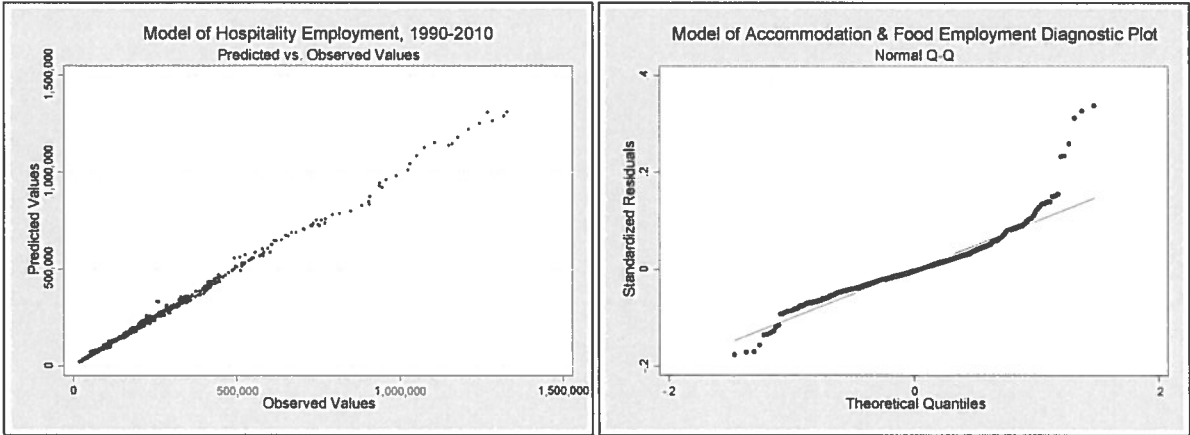 Model of Hospitality Employment, 1990-2010
Predicted vs. Observed Values
Predicted Values
1,500,000
1,000,000
500,000
0
0
500,000
1,000,000
1,500,000
Observed Values
Model of Accommodation & Food Employment Diagnostic Plot
Normal Q-Q
Standardized Residuals
.4
.2
0
-.2
-.2
0
.2
Theoretical Quantiles